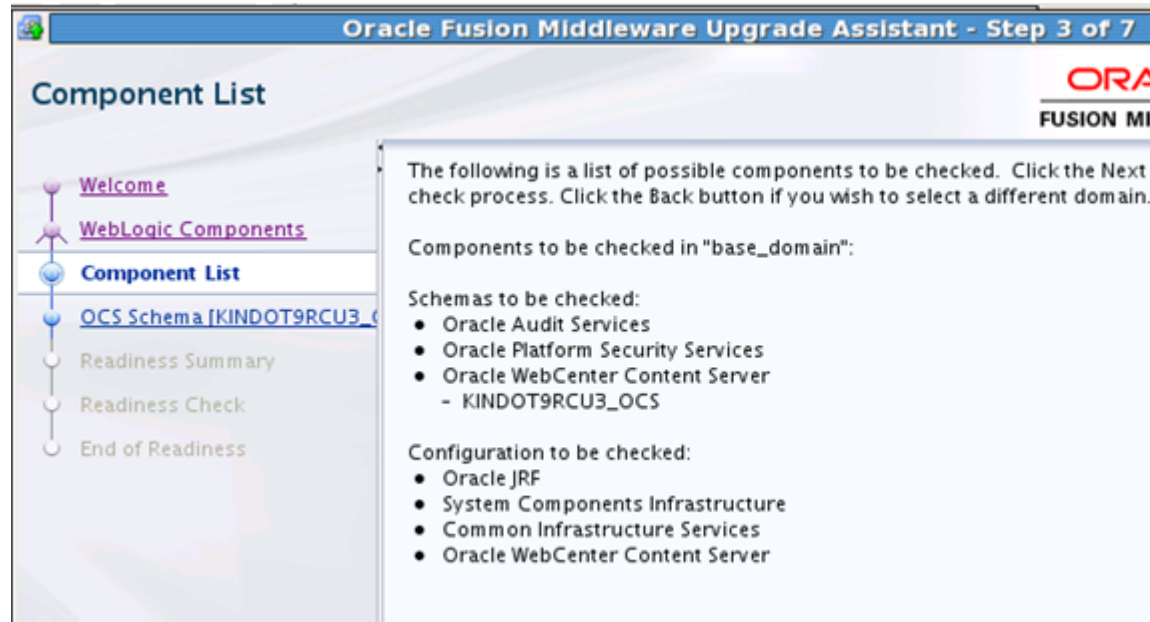 Oracle Fusion Middleware Upgrade Assistant - Step 3 of 7
Component List
ORA
FUSION MI
Welcome
WebLogic Components
Component List
OCS Schema [KINDOT9RCU3_
Readiness Summary
Readiness Check
End of Readiness
The following is a list of possible components to be checked. Click the Next
check process. Click the Back button if you wish to select a different domain.
Components to be checked in "base_domain":
Schemas to be checked:
● Oracle Audit Services
● Oracle Platform Security Services
● Oracle WebCenter Content Server
– KINDOT9RCU3_OCS
Configuration to be checked:
● Oracle JRF
● System Components Infrastructure
● Common Infrastructure Services
● Oracle WebCenter Content Server